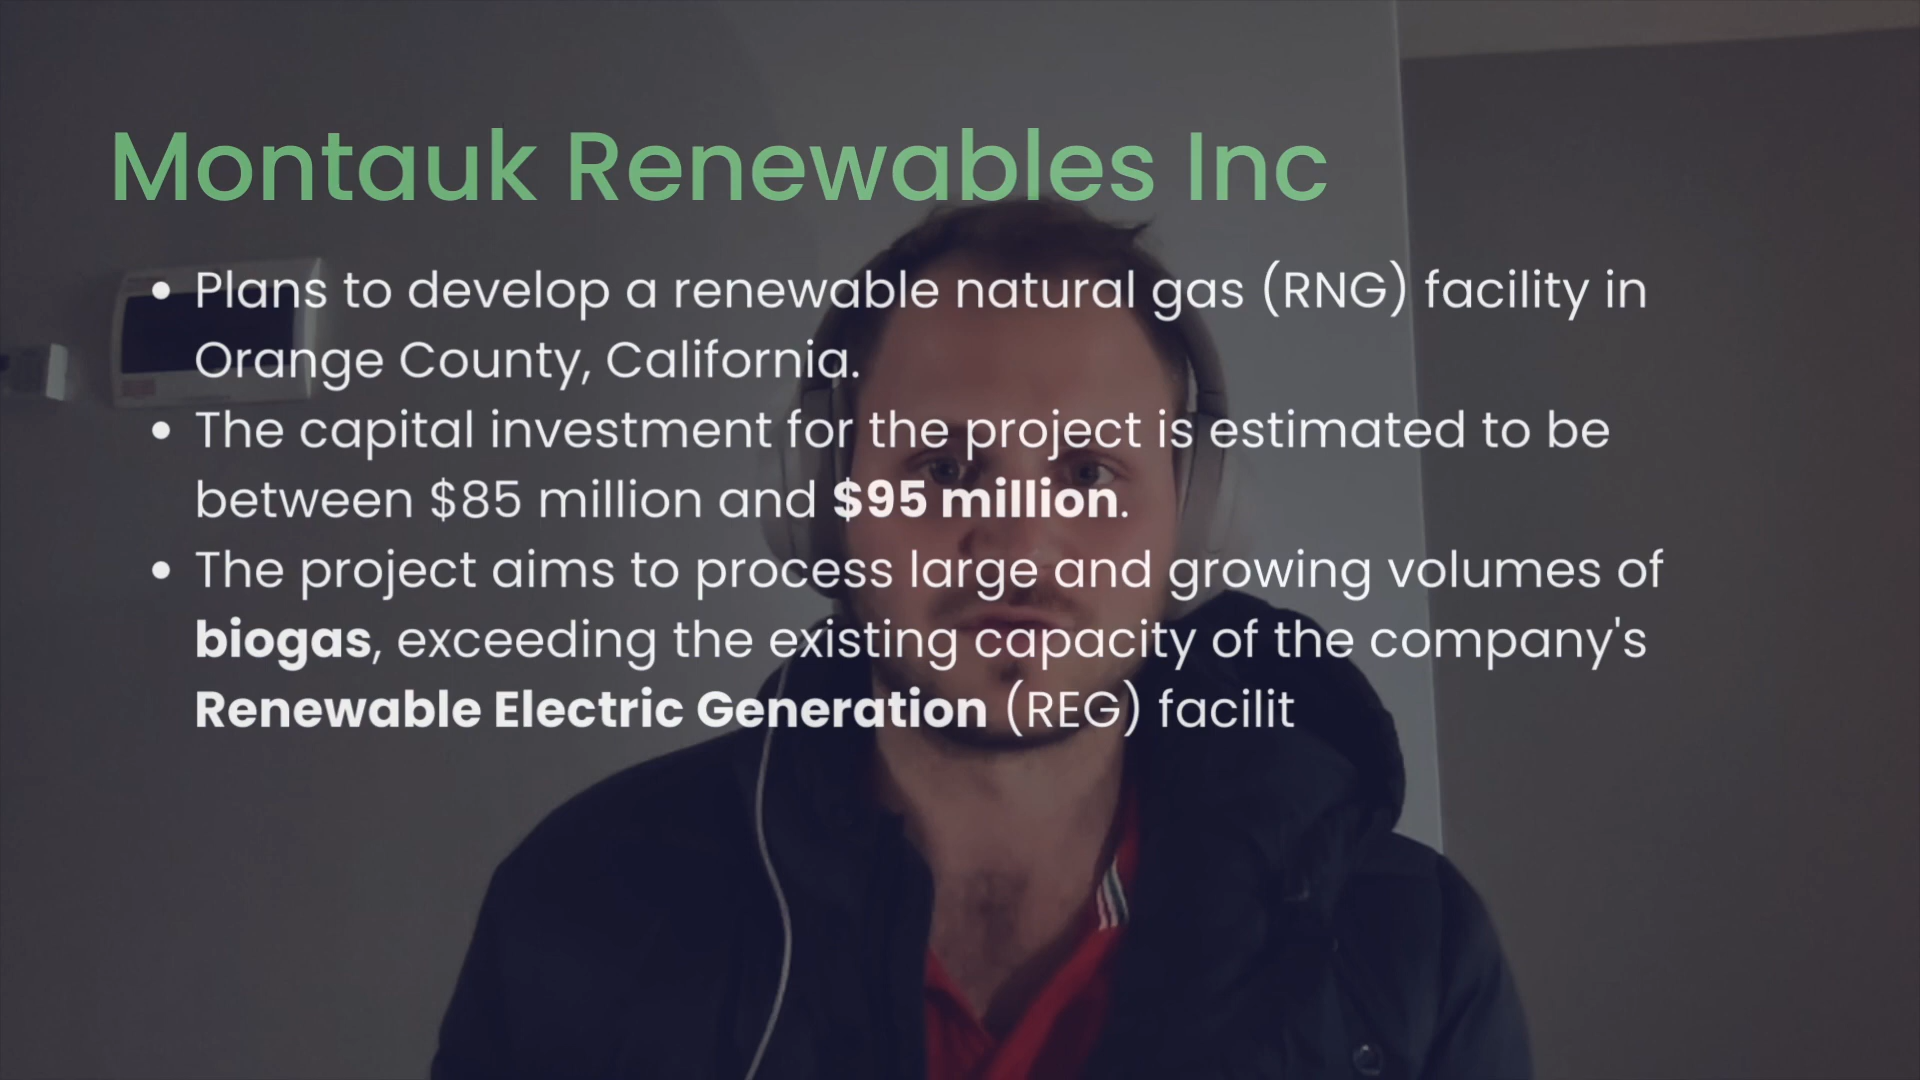 Montauk Renewables Inc
• Plans to develop a renewable natural gas (RNG) facility in
Orange County, California.
• The capital investment for the project is estimated to be
between $85 million and $95 million.
• The project aims to process large and growing volumes of
biogas, exceeding the existing capacity of the company's
Renewable Electric Generation (REG) facilit